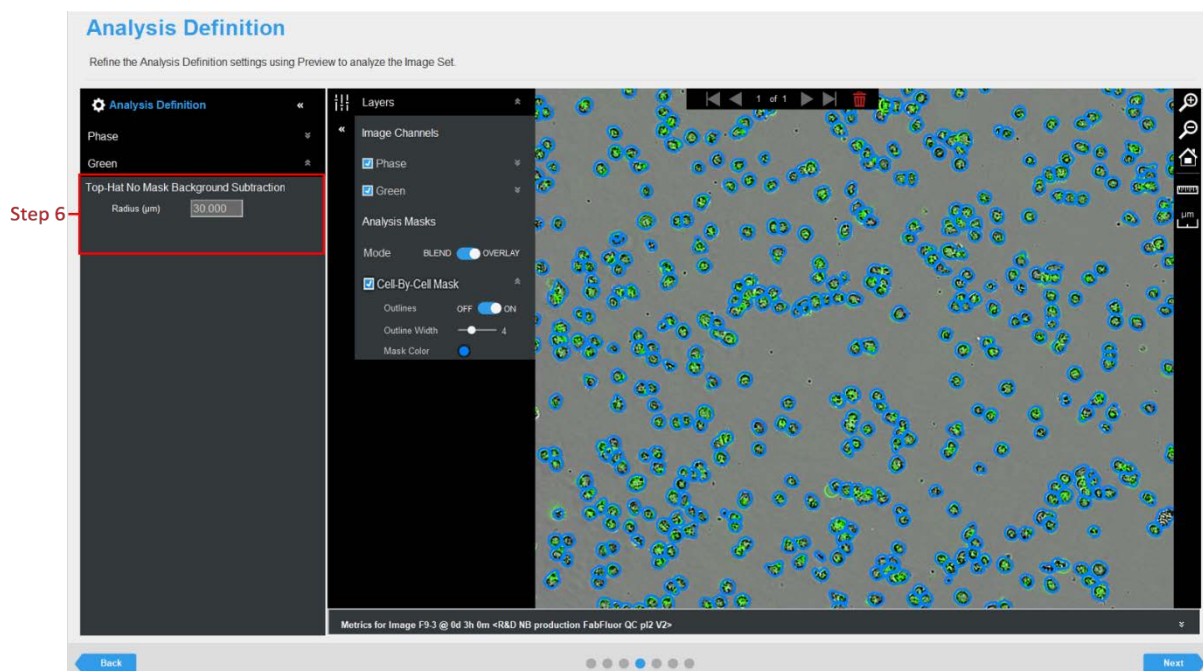 Analysis Definition
Refine the Analysis Definition settings using Preview to analyze the Image Set.
Analysis Definition «
Phase
Green
Top-Hat No Mask Background Subtraction
Radius (µm) 30.000
Step 6
Layers
«
Image Channels
Phase
Green
Analysis Masks
Mode BLEND OVERLAY
Cell-By-Cell Mask
Outlines OFF ON
Outline Width 4
Mask Color
1 of 1
µm
Metrics for Image F9-3 @ 0d 3h 0m <R&D NB production FabFluor QC pl2 V2>
Back
Next